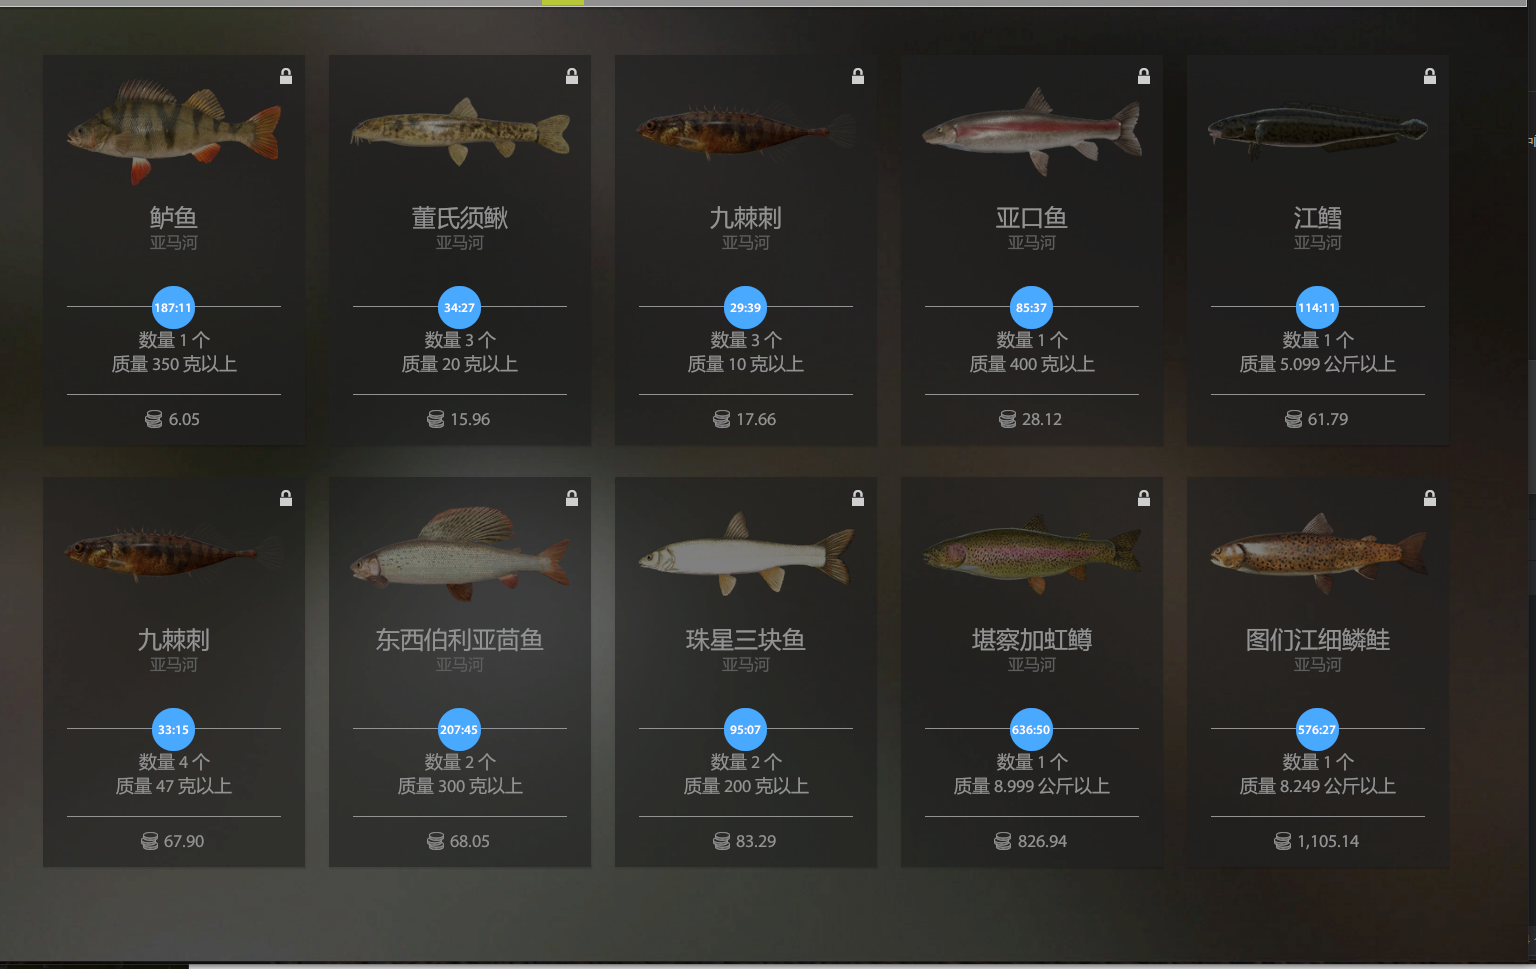 鲈鱼
亚马河
187:11
数量 1 个
质量 350 克以上
6.05
董氏须鳅
亚马河
34:27
数量 3 个
质量 20 克以上
15.96
九棘刺
亚马河
29:39
数量 3 个
质量 10 克以上
17.66
亚口鱼
亚马河
85:37
数量 1 个
质量 400 克以上
28.12
江鳕
亚马河
114:11
数量 1 个
质量 5.099 公斤以上
61.79
九棘刺
亚马河
33:15
数量 4 个
质量 47 克以上
67.90
东西伯利亚茴鱼
亚马河
207:45
数量 2 个
质量 300 克以上
68.05
珠星三块鱼
亚马河
95:07
数量 2 个
质量 200 克以上
83.29
堪察加虹鳟
亚马河
636:50
数量 1 个
质量 8.999 公斤以上
826.94
图们江细鳞鲑
亚马河
576:27
数量 1 个
质量 8.249 公斤以上
1,105.14